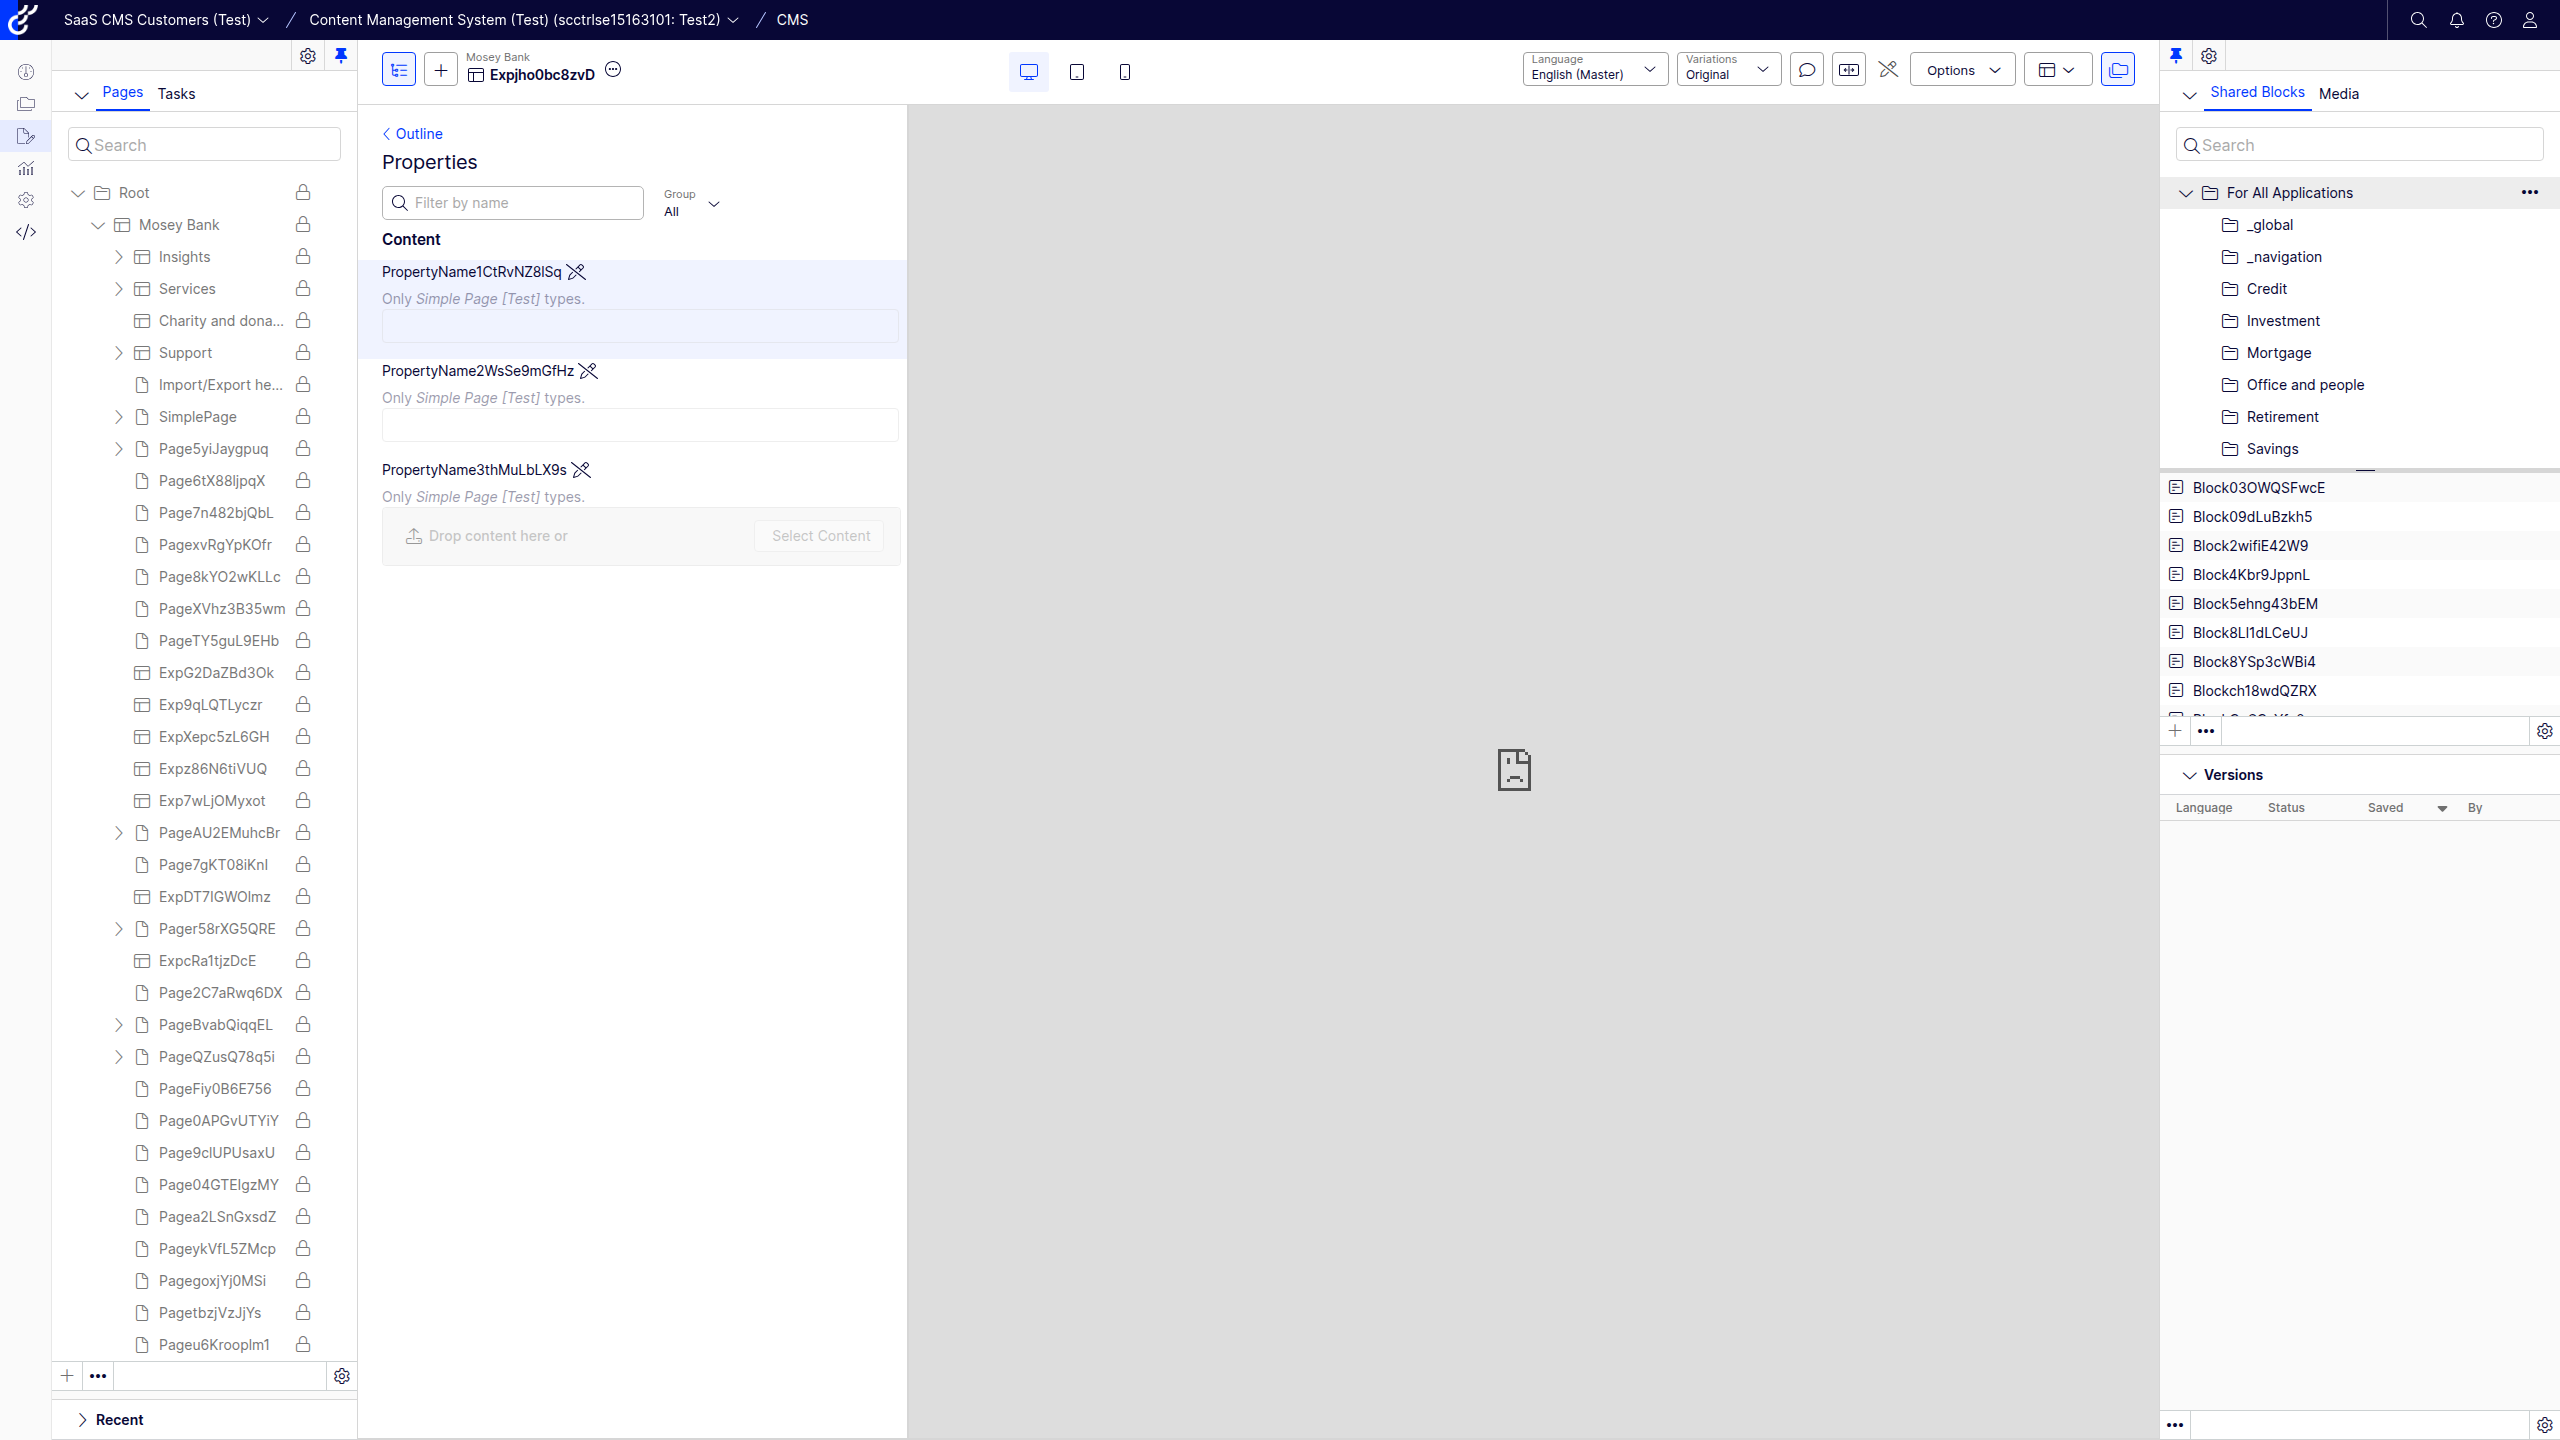 SaaS CMS Customers (Test) / Content Management System (Test) (scctrlse15163101: Test2) / CMS
Pages Tasks
Search
Root
Mosey Bank
Insights
Services
Charity and dona...
Support
Import/Export he...
SimplePage
Page5yiJaygpuq
Page6tX88ljpqX
Page7n482bjQbL
PagexvRgYpKOfr
Page8kYO2wKLLc
PageXVhz3B35wm
PageTY5guL9EHb
ExpG2DaZBd3Ok
Exp9qLQTLyczr
ExpXepc5zL6GH
Expz86N6tiVUQ
Exp7wLjOMyxot
PageAU2EMuhcBr
Page7gKT08iKnI
ExpDT7IGWOlmz
Pager58rXG5QRE
ExpcRa1tjzDcE
Page2C7aRwq6DX
PageBvabQiqqEL
PageQZusQ78q5i
PageFiy0B6E756
Page0APGvUTYiY
Page9clUPUsaxU
Page04GTEIgzMY
Pagea2LSnGxsdZ
PageykVfL5ZMcp
PagegoxjYj0MSi
PagetbzjVzJjYs
Pageu6Krooplm1
Recent
Mosey Bank
Expjho0bc8zvD
Language
English (Master)
Variations
Original
Options
Outline
Properties
Filter by name
Group
All
Content
PropertyName1CtRvNZ8lSq
Only Simple Page [Test] types.
PropertyName2WsSe9mGfHz
Only Simple Page [Test] types.
PropertyName3thMuLbLX9s
Only Simple Page [Test] types.
Drop content here or Select Content
Shared Blocks Media
Search
For All Applications
_global
_navigation
Credit
Investment
Mortgage
Office and people
Retirement
Savings
Block03OWQSFwcE
Block09dLuBzkh5
Block2wifiE42W9
Block4Kbr9JppnL
Block5ehng43bEM
Block8LI1dLCeUJ
Block8YSp3cWBi4
Blockch18wdQZRX
Versions
Language Status Saved By